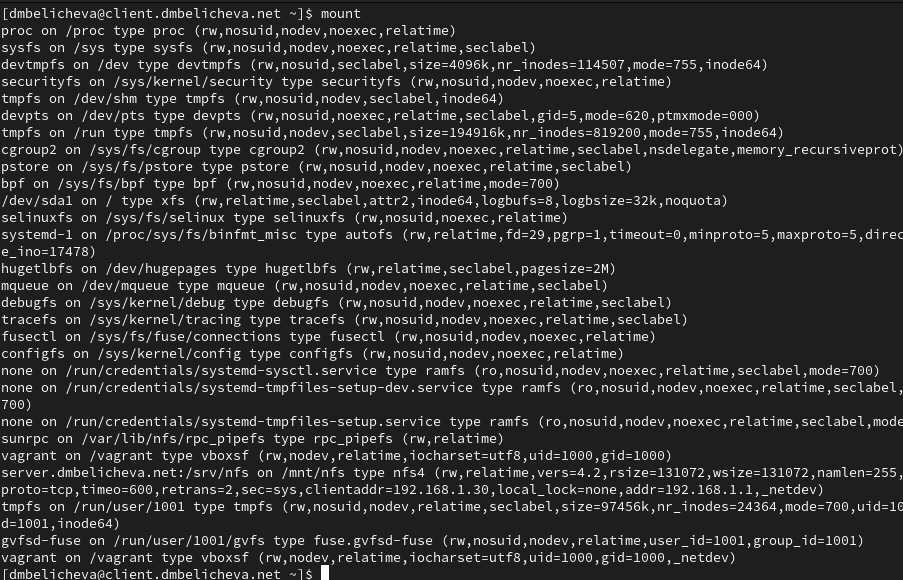 [dmbelicheva@client.dmbelicheva.net ~]$ mount
proc on /proc type proc (rw,nosuid,nodev,noexec,relatime)
sysfs on /sys type sysfs (rw,nosuid,nodev,noexec,relatime,seclabel)
devtmpfs on /dev type devtmpfs (rw,nosuid,seclabel,size=4096k,nr_inodes=114507,mode=755,inode64)
securityfs on /sys/kernel/security type securityfs (rw,nosuid,nodev,noexec,relatime)
tmpfs on /dev/shm type tmpfs (rw,nosuid,nodev,seclabel,inode64)
devpts on /dev/pts type devpts (rw,nosuid,noexec,relatime,seclabel,gid=5,mode=620,ptmxmode=000)
tmpfs on /run type tmpfs (rw,nosuid,nodev,seclabel,size=194916k,nr_inodes=819200,mode=755,inode64)
cgroup2 on /sys/fs/cgroup type cgroup2 (rw,nosuid,nodev,noexec,relatime,seclabel,nsdelegate,memory_recursiveprot)
pstore on /sys/fs/pstore type pstore (rw,nosuid,nodev,noexec,relatime,seclabel)
bpf on /sys/fs/bpf type bpf (rw,nosuid,nodev,noexec,relatime,mode=700)
/dev/sda1 on / type xfs (rw,relatime,seclabel,attr2,inode64,logbufs=8,logbsize=32k,noquota)
selinuxfs on /sys/fs/selinux type selinuxfs (rw,nosuid,noexec,relatime)
systemd-1 on /proc/sys/fs/binfmt_misc type autofs (rw,relatime,fd=29,pgrp=1,timeout=0,minproto=5,maxproto=5,direc
e_ino=17478)
hugetlbfs on /dev/hugepages type hugetlbfs (rw,relatime,seclabel,pagesize=2M)
mqueue on /dev/mqueue type mqueue (rw,nosuid,nodev,noexec,relatime,seclabel)
debugfs on /sys/kernel/debug type debugfs (rw,nosuid,nodev,noexec,relatime,seclabel)
tracefs on /sys/kernel/tracing type tracefs (rw,nosuid,nodev,noexec,relatime,seclabel)
fusectl on /sys/fs/fuse/connections type fusectl (rw,nosuid,nodev,noexec,relatime)
configfs on /sys/kernel/config type configfs (rw,nosuid,nodev,noexec,relatime)
none on /run/credentials/systemd-sysctl.service type ramfs (ro,nosuid,nodev,noexec,relatime,seclabel,mode=700)
none on /run/credentials/systemd-tmpfiles-setup-dev.service type ramfs (ro,nosuid,nodev,noexec,relatime,seclabel,
700)
none on /run/credentials/systemd-tmpfiles-setup.service type ramfs (ro,nosuid,nodev,noexec,relatime,seclabel,mode
sunrpc on /var/lib/nfs/rpc_pipefs type rpc_pipefs (rw,relatime)
vagrant on /vagrant type vboxsf (rw,nodev,relatime,iocharset=utf8,uid=1000,gid=1000)
server.dmbelicheva.net:/srv/nfs on /mnt/nfs type nfs4 (rw,relatime,vers=4.2,rsize=131072,wsize=131072,namlen=255,
proto=tcp,timeo=600,retrans=2,sec=sys,clientaddr=192.168.1.30,local_lock=none,addr=192.168.1.1,_netdev)
tmpfs on /run/user/1001 type tmpfs (rw,nosuid,nodev,relatime,seclabel,size=97456k,nr_inodes=24364,mode=700,uid=10
d=1001,inode64)
gvfsd-fuse on /run/user/1001/gvfs type fuse.gvfsd-fuse (rw,nosuid,nodev,relatime,user_id=1001,group_id=1001)
vagrant on /vagrant type vboxsf (rw,nodev,relatime,iocharset=utf8,uid=1000,gid=1000,_netdev)
[dmbelicheva@client.dmbelicheva.net ~]$